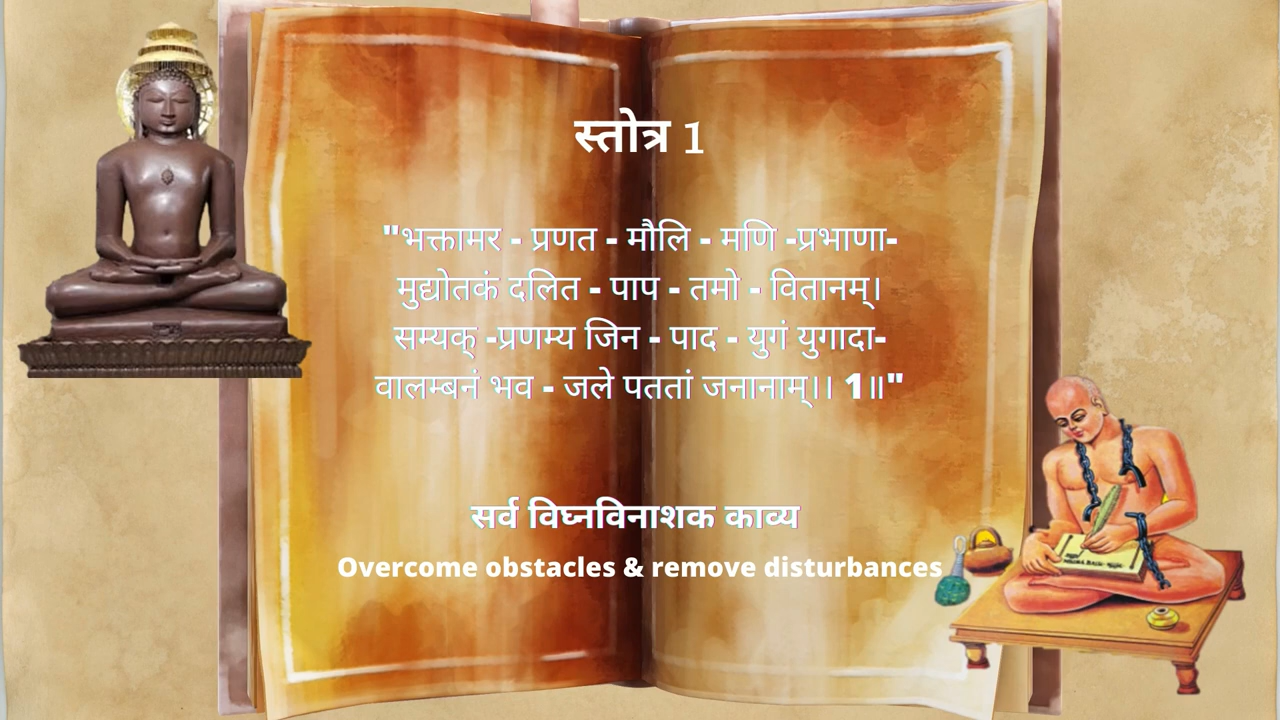 स्तोत्र 1
"भक्तामर - प्रणत - मौलि - मणि -प्रभाणा-
मुद्योतकं दलित - पाप - तमो - वितानम्।
सम्यक् -प्रणम्य जिन - पाद - युगं युगादा-
वालम्बनं भव - जले पततां जनानाम्।। 1॥"
सर्व विघ्नविनाशक काव्य
Overcome obstacles & remove disturbances